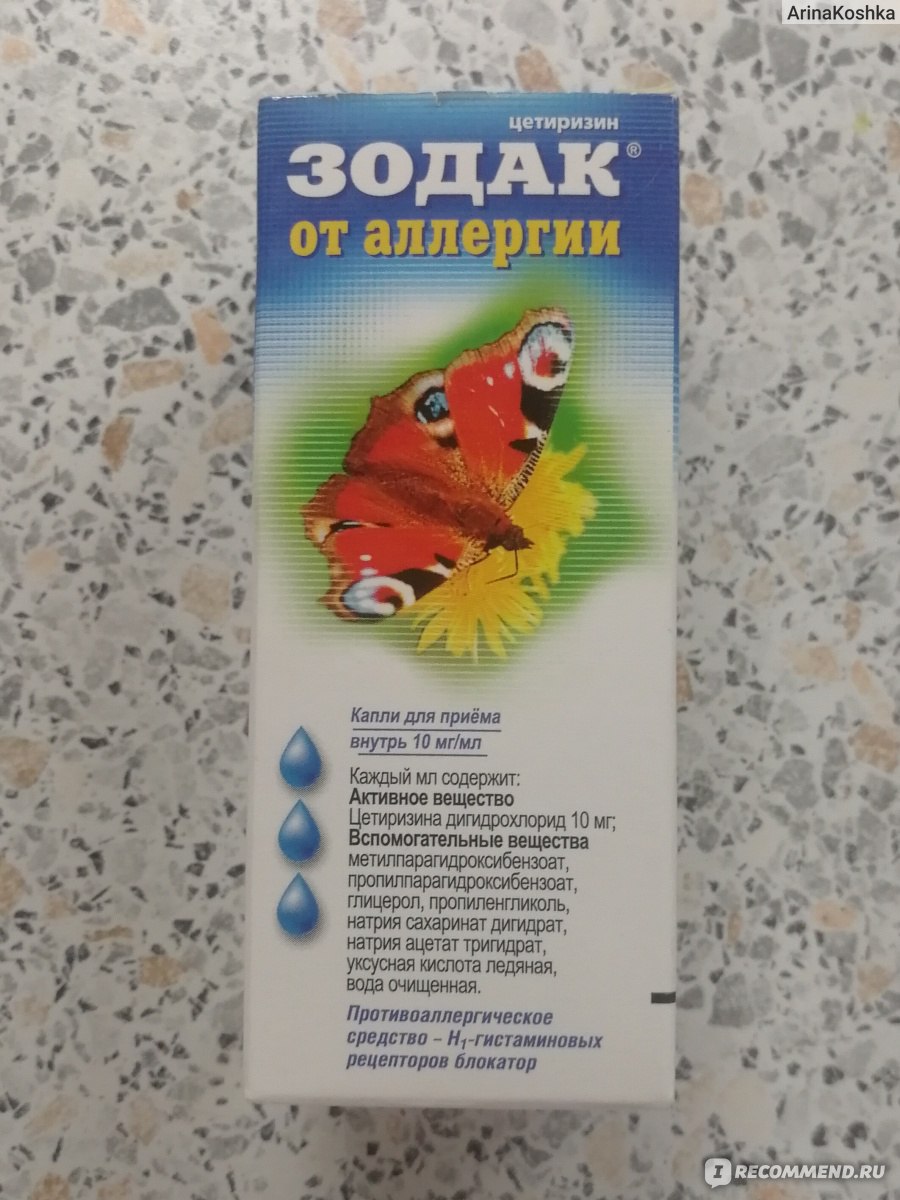 ArinaKoshka
цетиризин
ЗОДАК®
от аллергии
Капли для приёма
внутрь 10 мг/мл
Каждый мл содержит:
Активное вещество
Цетиризина дигидрохлорид 10 мг;
Вспомогательные вещества
метилпарагидроксибензоат,
пропилпарагидроксибензоат,
глицерол, пропиленгликоль,
натрия сахаринат дигидрат,
натрия ацетат тригидрат,
уксусная кислота ледяная,
вода очищенная.
Противоаллергическое
средство – H₁-гистаминовых
рецепторов блокатор
IRECOMMEND.RU